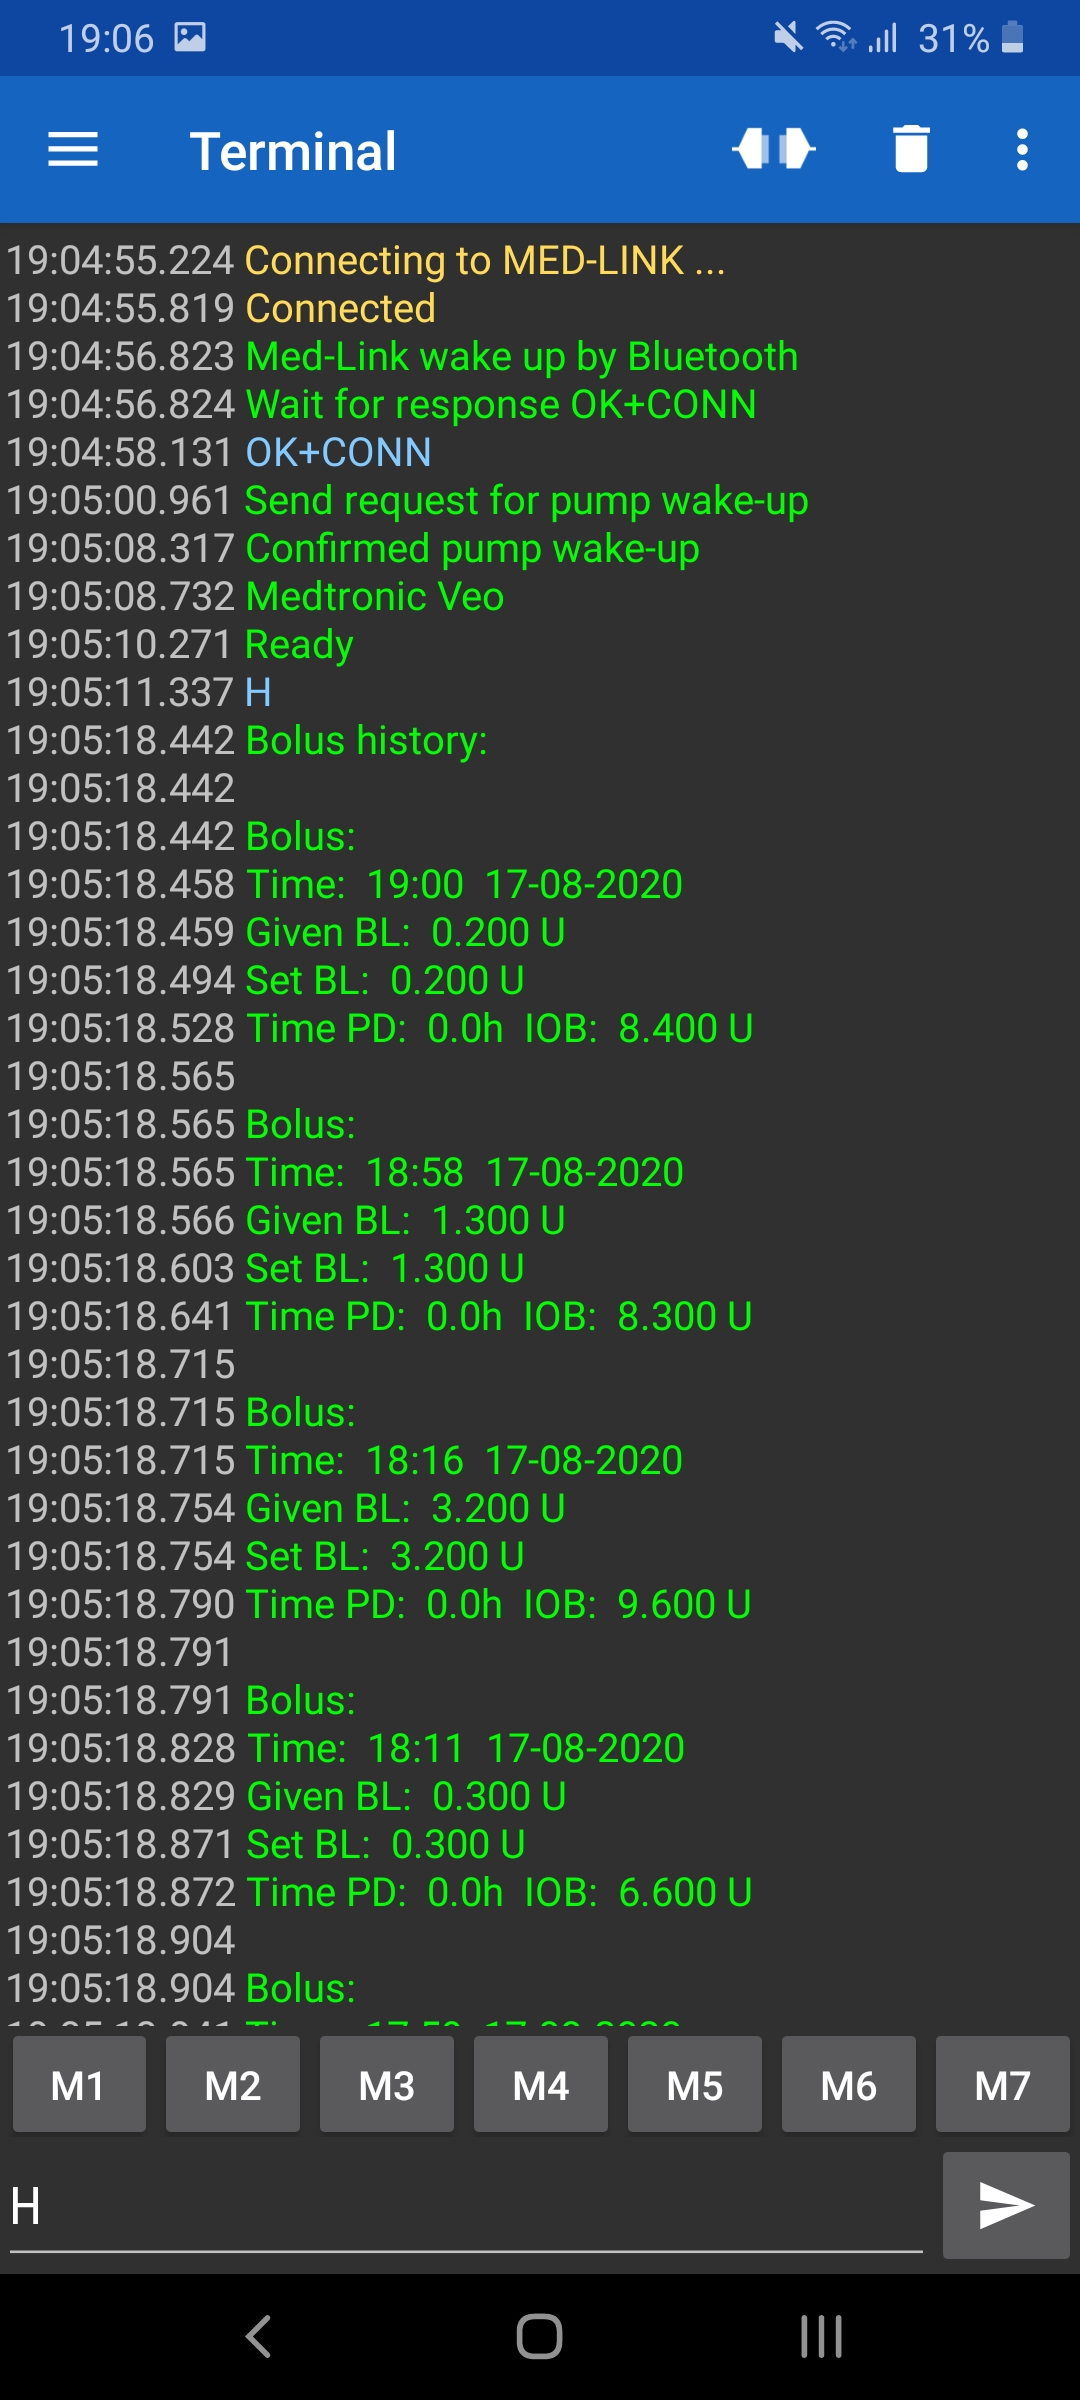 19:06 31%
Terminal
19:04:55.224 Connecting to MED-LINK ...
19:04:55.819 Connected
19:04:56.823 Med-Link wake up by Bluetooth
19:04:56.824 Wait for response OK+CONN
19:04:58.131 OK+CONN
19:05:00.961 Send request for pump wake-up
19:05:08.317 Confirmed pump wake-up
19:05:08.732 Medtronic Veo
19:05:10.271 Ready
19:05:11.337 H
19:05:18.442 Bolus history:
19:05:18.442
19:05:18.442 Bolus:
19:05:18.458 Time:  19:00  17-08-2020
19:05:18.459 Given BL:  0.200 U
19:05:18.494 Set BL:  0.200 U
19:05:18.528 Time PD:  0.0h  IOB:  8.400 U
19:05:18.565
19:05:18.565 Bolus:
19:05:18.565 Time:  18:58  17-08-2020
19:05:18.566 Given BL:  1.300 U
19:05:18.603 Set BL:  1.300 U
19:05:18.641 Time PD:  0.0h  IOB:  8.300 U
19:05:18.715
19:05:18.715 Bolus:
19:05:18.715 Time:  18:16  17-08-2020
19:05:18.754 Given BL:  3.200 U
19:05:18.754 Set BL:  3.200 U
19:05:18.790 Time PD:  0.0h  IOB:  9.600 U
19:05:18.791
19:05:18.791 Bolus:
19:05:18.828 Time:  18:11  17-08-2020
19:05:18.829 Given BL:  0.300 U
19:05:18.871 Set BL:  0.300 U
19:05:18.872 Time PD:  0.0h  IOB:  6.600 U
19:05:18.904
19:05:18.904 Bolus:
M1 M2 M3 M4 M5 M6 M7
H